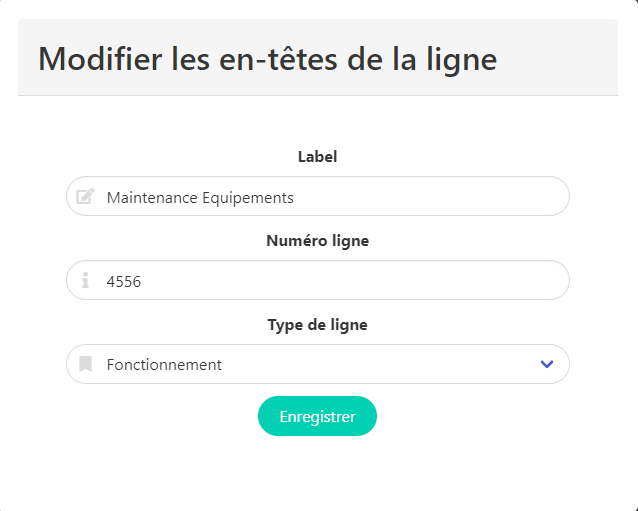 Modifier les en-têtes de la ligne
Label
Maintenance Equipements
Numéro ligne
4556
Type de ligne
Fonctionnement
Enregistrer